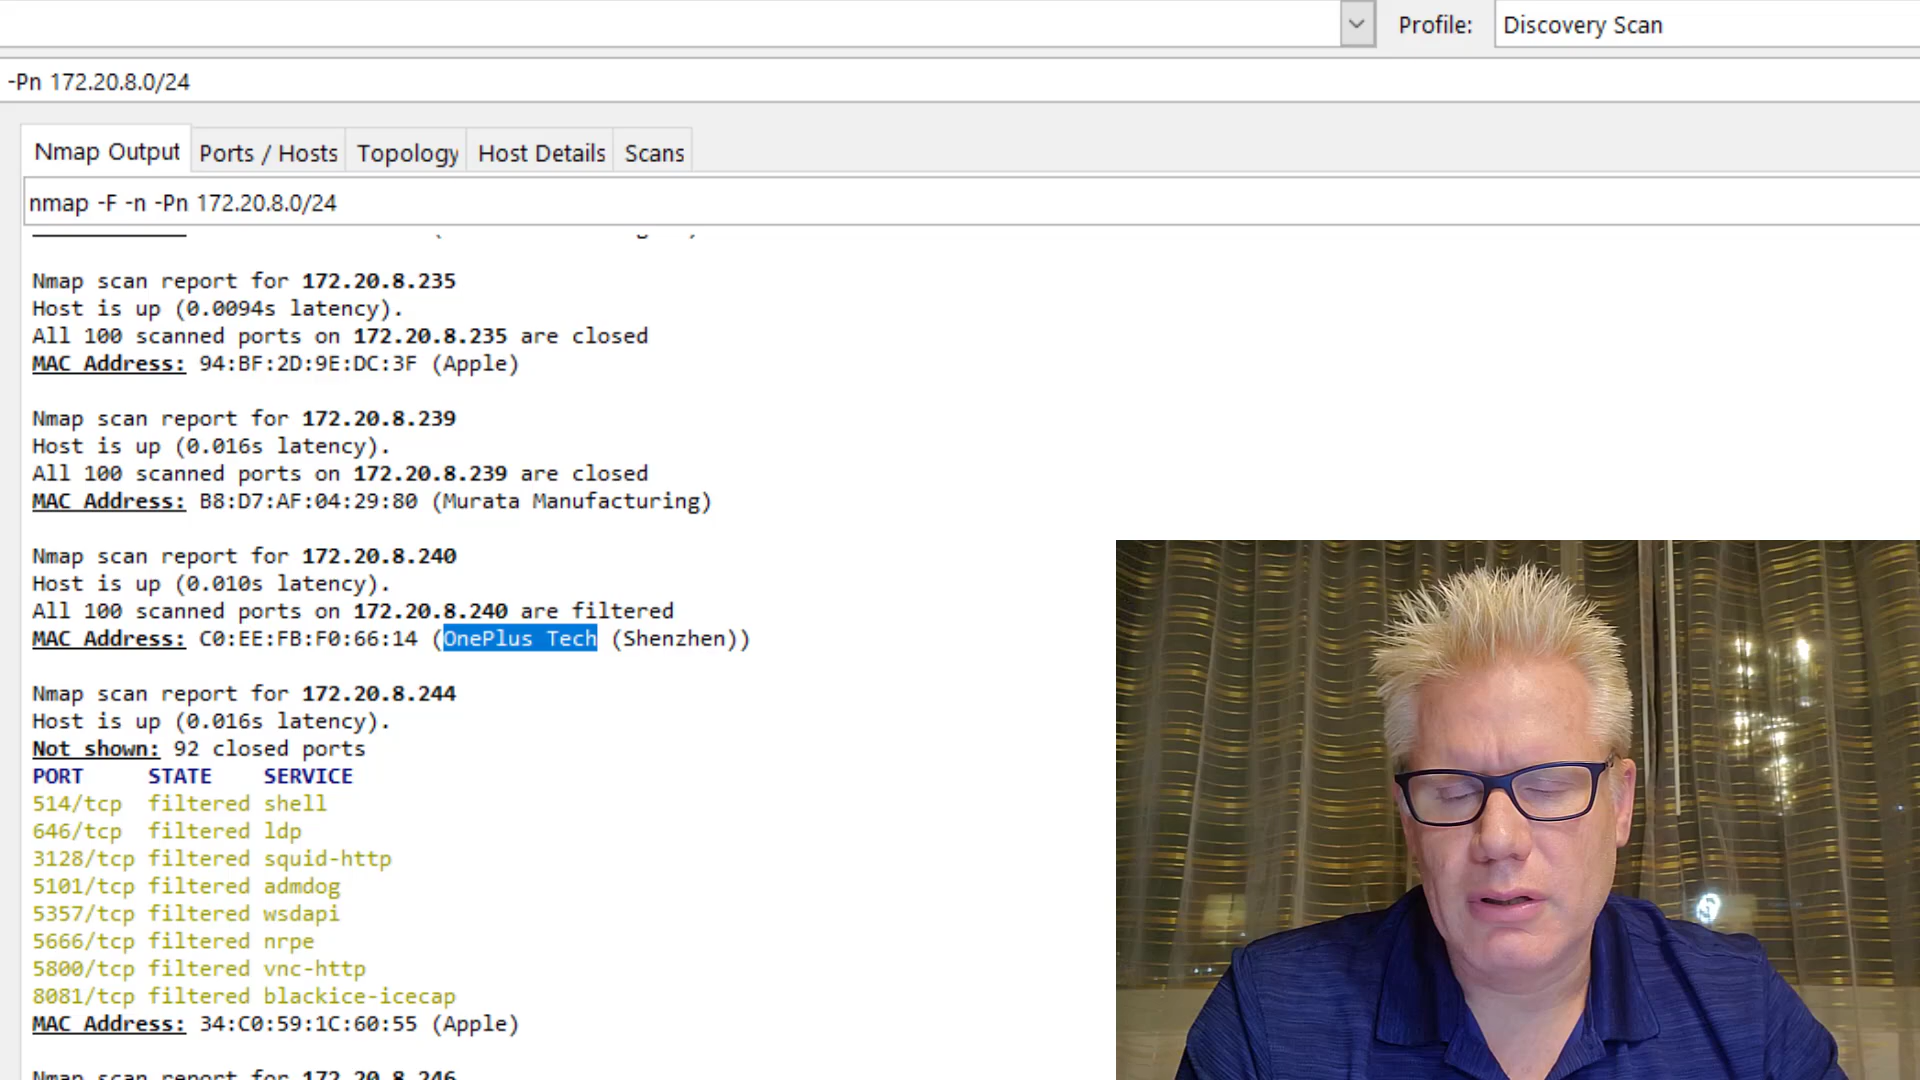 Profile: Discovery Scan
-Pn 172.20.8.0/24
Nmap Output Ports / Hosts Topology Host Details Scans
nmap -F -n -Pn 172.20.8.0/24
Nmap scan report for 172.20.8.235
Host is up (0.0094s latency).
All 100 scanned ports on 172.20.8.235 are closed
MAC Address: 94:BF:2D:9E:DC:3F (Apple)
Nmap scan report for 172.20.8.239
Host is up (0.016s latency).
All 100 scanned ports on 172.20.8.239 are closed
MAC Address: B8:D7:AF:04:29:80 (Murata Manufacturing)
Nmap scan report for 172.20.8.240
Host is up (0.010s latency).
All 100 scanned ports on 172.20.8.240 are filtered
MAC Address: C0:EE:FB:F0:66:14 (OnePlus Tech (Shenzhen))
Nmap scan report for 172.20.8.244
Host is up (0.016s latency).
Not shown: 92 closed ports
PORT STATE SERVICE
514/tcp filtered shell
646/tcp filtered ldp
3128/tcp filtered squid-http
5101/tcp filtered admdog
5357/tcp filtered wsdapi
5666/tcp filtered nrpe
5800/tcp filtered vnc-http
8081/tcp filtered blackice-icecap
MAC Address: 34:C0:59:1C:60:55 (Apple)
Nmap scan report for 172.20.8.246